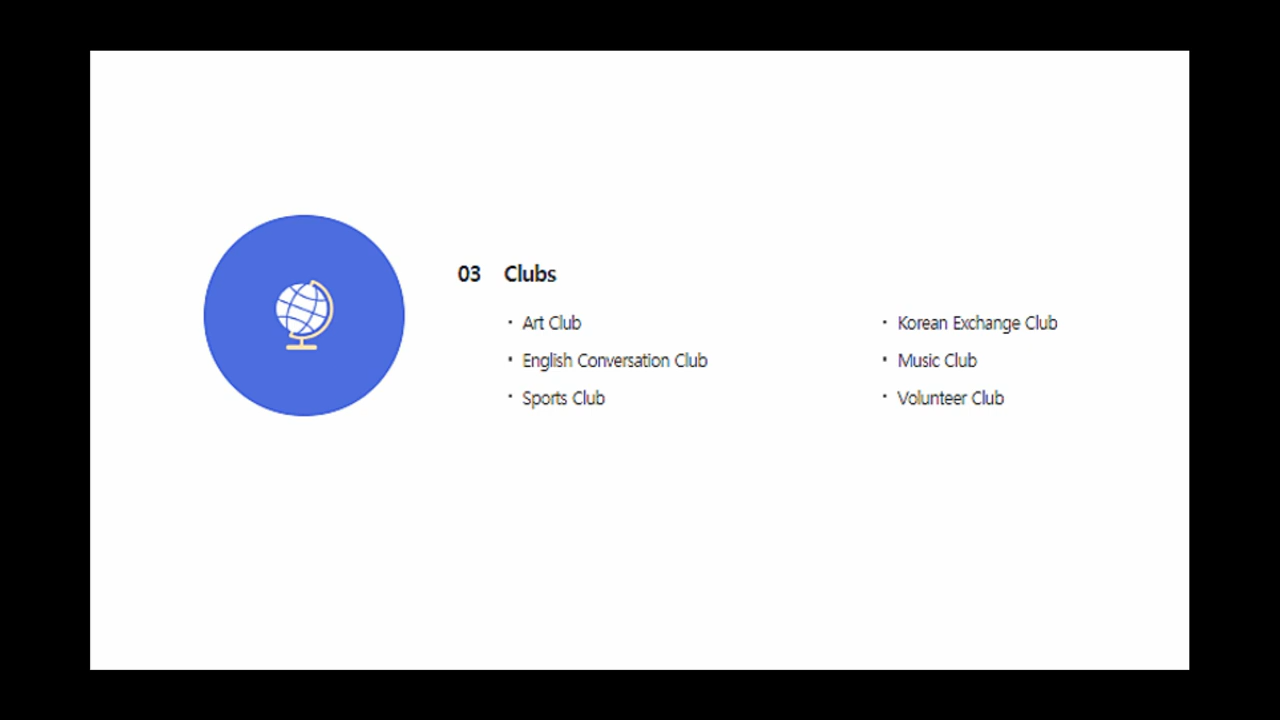 03 Clubs
· Art Club
· English Conversation Club
· Sports Club
· Korean Exchange Club
· Music Club
· Volunteer Club